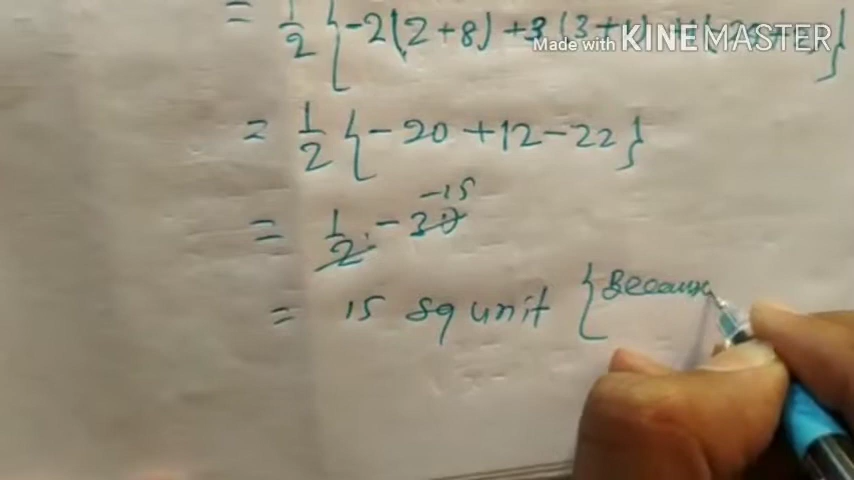 = 1/2 {-2(2+8) +3(3+1)
Made with KINEMASTER
= 1/2 {-20 +12-22}
-15
= 1/2 . -30
= 15 sq unit { Because